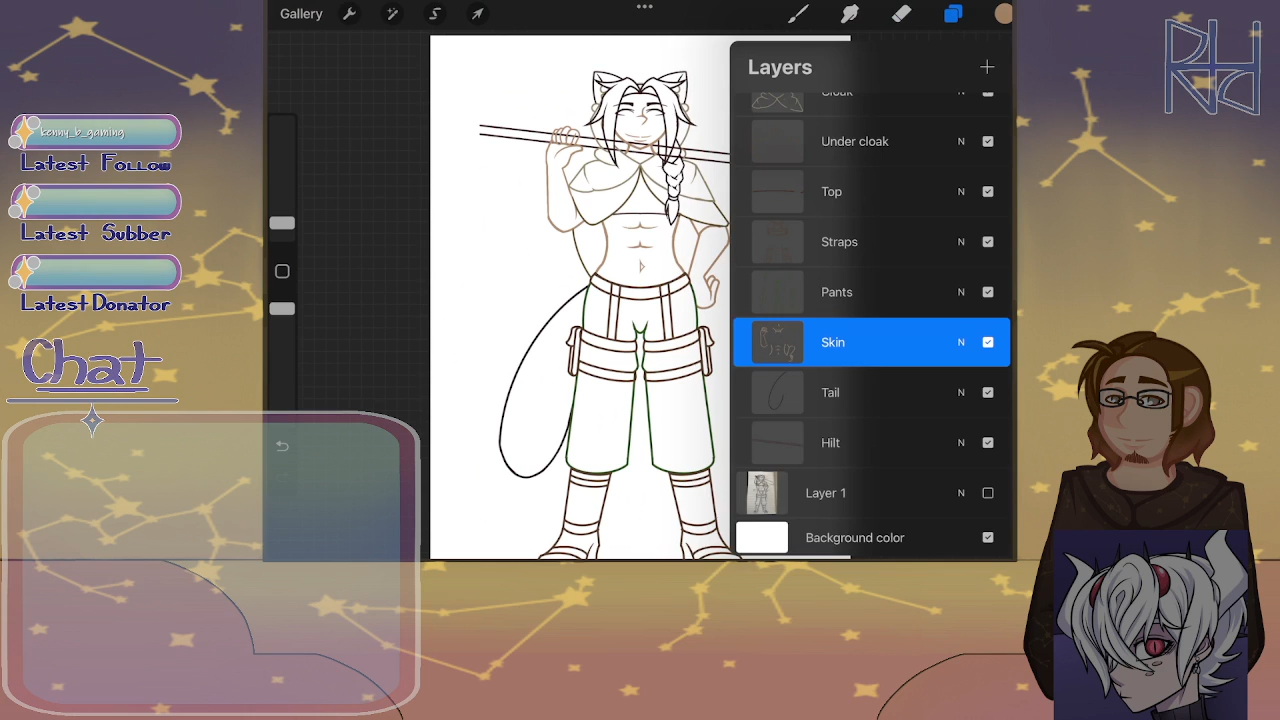 Gallery
Layers
Cloak
N
Under cloak
N
Top
N
Straps
N
Pants
N
Skin
N
Tail
N
Hilt
N
Layer 1
N
Background color
kenny_b_gaming
Latest Follow
Latest Subber
Latest Donator
Chat